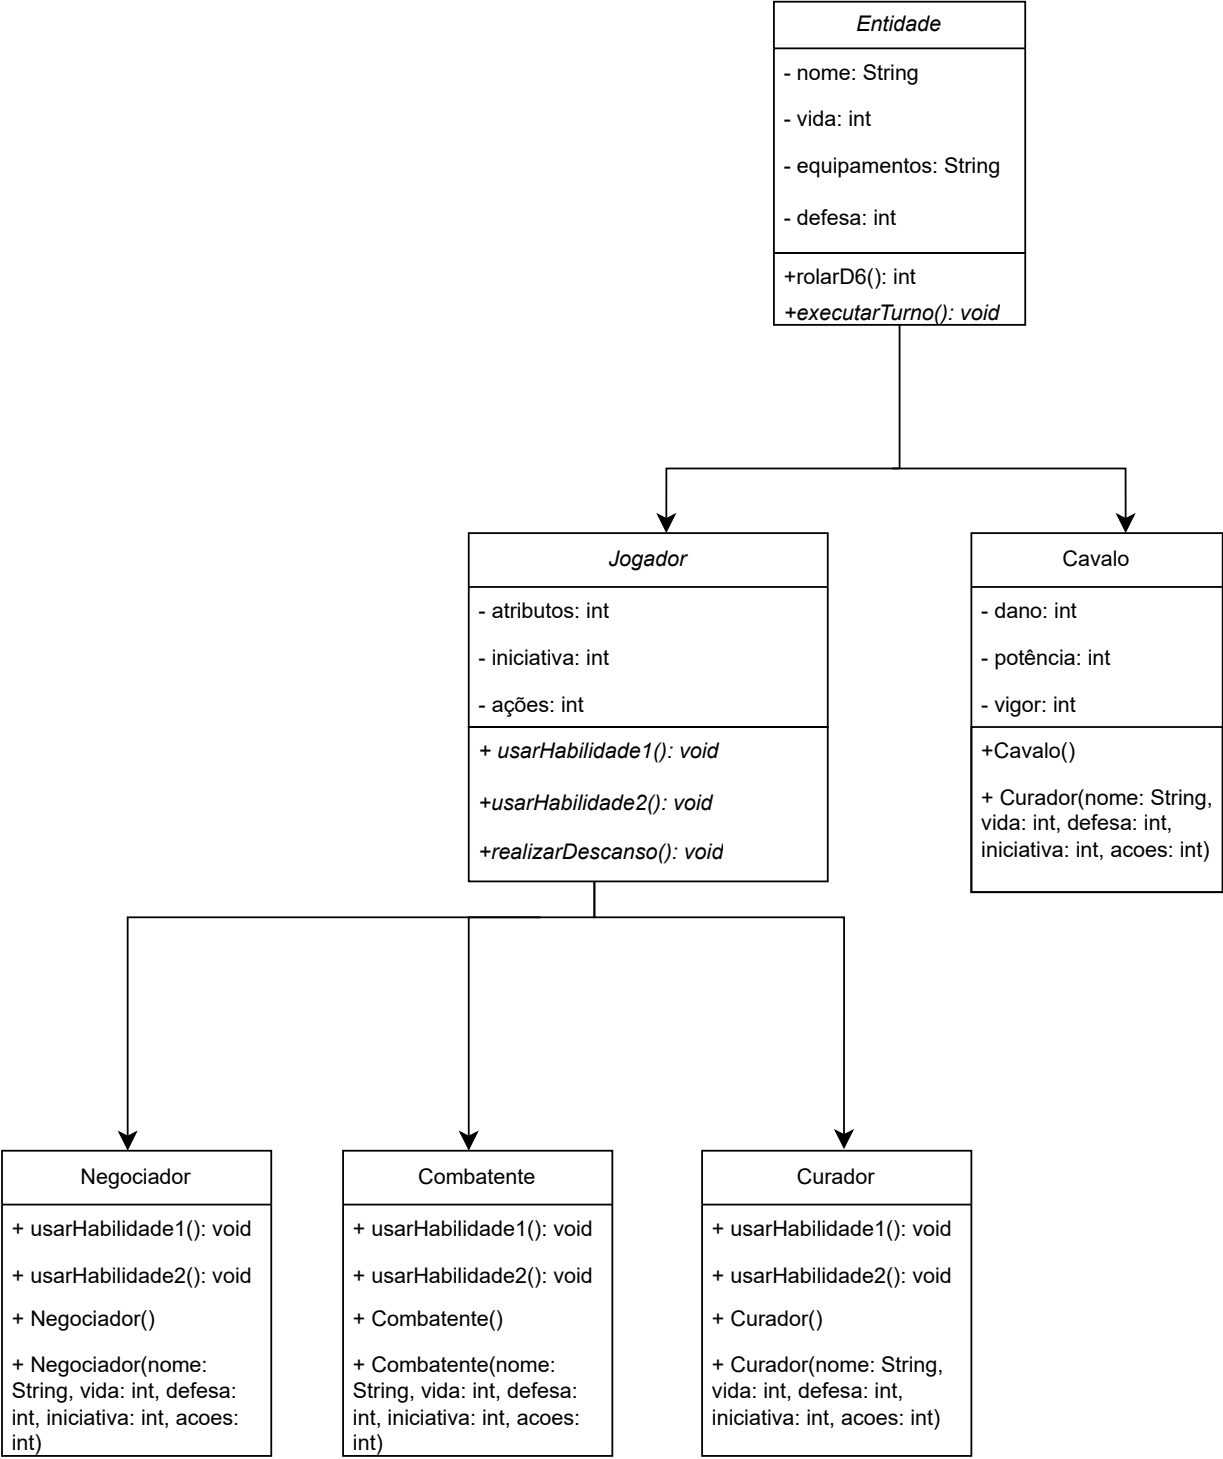 Entidade
- nome: String
- vida: int
- equipamentos: String
- defesa: int
+rolarD6(): int
+executarTurno(): void
Jogador
- atributos: int
- iniciativa: int
- ações: int
+ usarHabilidade1(): void
+usarHabilidade2(): void
+realizarDescanso(): void
Cavalo
- dano: int
- potência: int
- vigor: int
+Cavalo()
+ Curador(nome: String,
vida: int, defesa: int,
iniciativa: int, acoes: int)
Negociador
+ usarHabilidade1(): void
+ usarHabilidade2(): void
+ Negociador()
+ Negociador(nome:
String, vida: int, defesa:
int, iniciativa: int, acoes:
int)
Combatente
+ usarHabilidade1(): void
+ usarHabilidade2(): void
+ Combatente()
+ Combatente(nome:
String, vida: int, defesa:
int, iniciativa: int, acoes:
int)
Curador
+ usarHabilidade1(): void
+ usarHabilidade2(): void
+ Curador()
+ Curador(nome: String,
vida: int, defesa: int,
iniciativa: int, acoes: int)